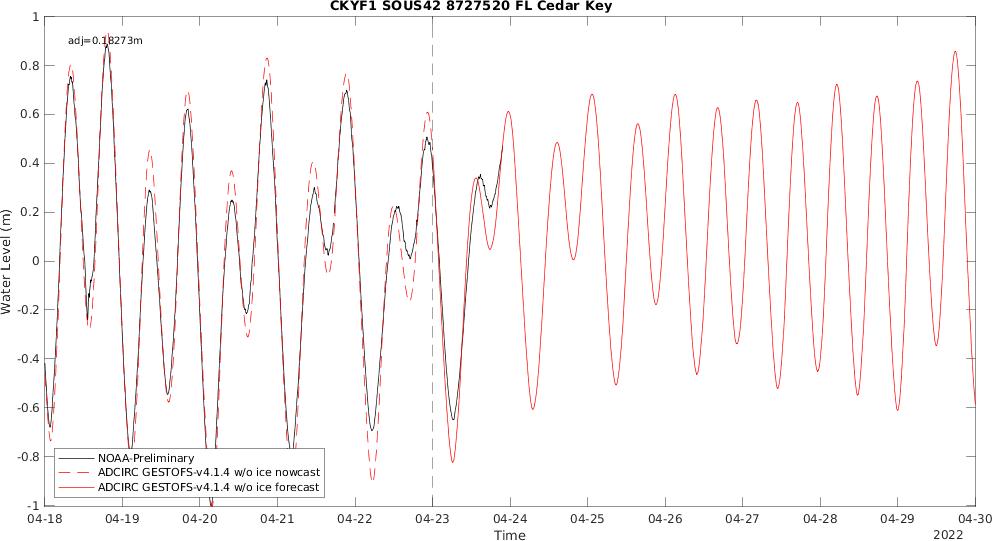 CKYF1 SOUS42 8727520 FL Cedar Key
adj=0.18273m
1
0.8
0.6
0.4
0.2
0
-0.2
-0.4
-0.6
-0.8
-1
Water Level (m)
NOAA-Preliminary
ADCIRC GESTOFS-v4.1.4 w/o ice nowcast
ADCIRC GESTOFS-v4.1.4 w/o ice forecast
04-18 04-19 04-20 04-21 04-22 04-23 04-24 04-25 04-26 04-27 04-28 04-29 04-30
Time
2022